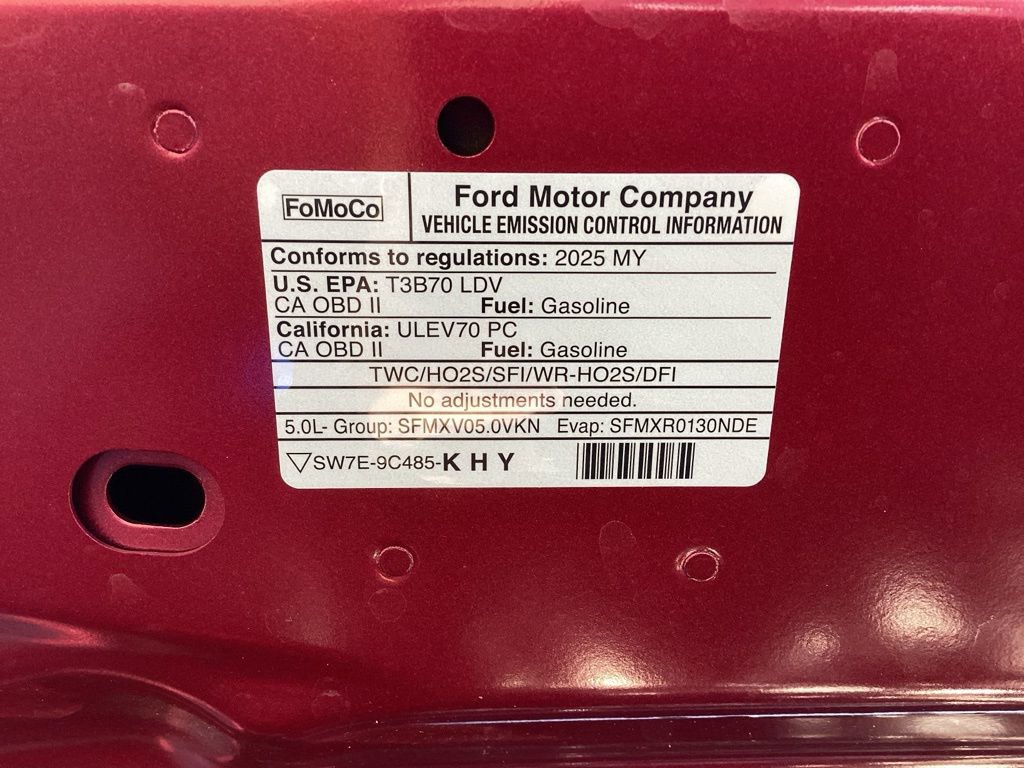 FoMoCo
Ford Motor Company
VEHICLE EMISSION CONTROL INFORMATION
Conforms to regulations: 2025 MY
U.S. EPA: T3B70 LDV
CA OBD II Fuel: Gasoline
California: ULEV70 PC
CA OBD II Fuel: Gasoline
TWC/HO2S/SFI/WR-HO2S/DFI
No adjustments needed.
5.0L- Group: SFMXV05.0VKN Evap: SFMXR0130NDE
SW7E-9C485-KHY